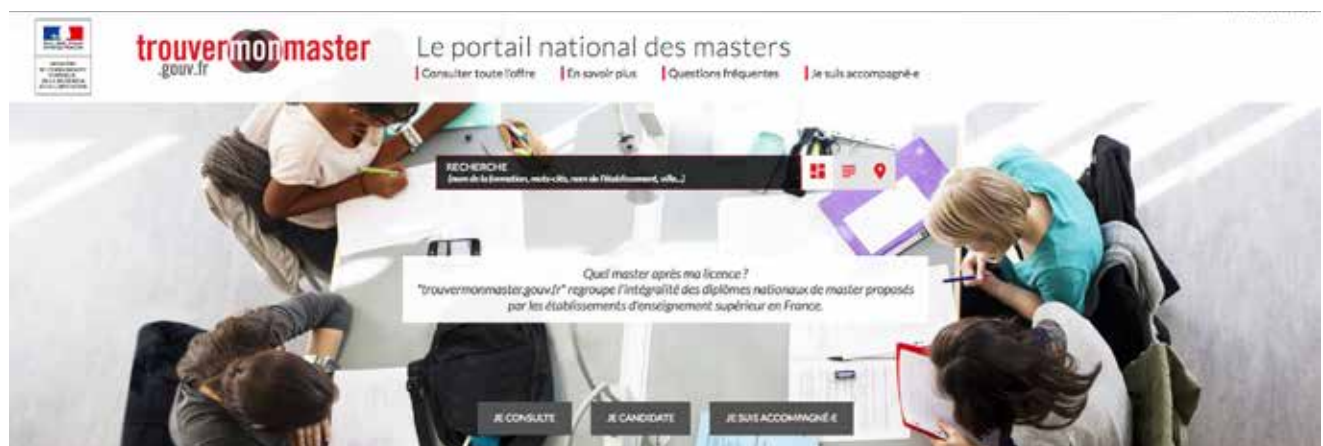 trouvermonmaster
.gouv.fr
Le portail national des masters
Consulter toute l'offre En savoir plus Questions fréquentes Je suis accompagné·e
RECHERCHE
(nom de la formation, mots-clés, nom de l'établissement, ville...)
Quel master après ma licence ?
"trouvermonmaster.gouv.fr" regroupe l'intégralité des diplômes nationaux de master proposés
par les établissements d'enseignement supérieur en France.
JE CONSULTE JE CANDIDATE JE SUIS ACCOMPAGNÉ·E